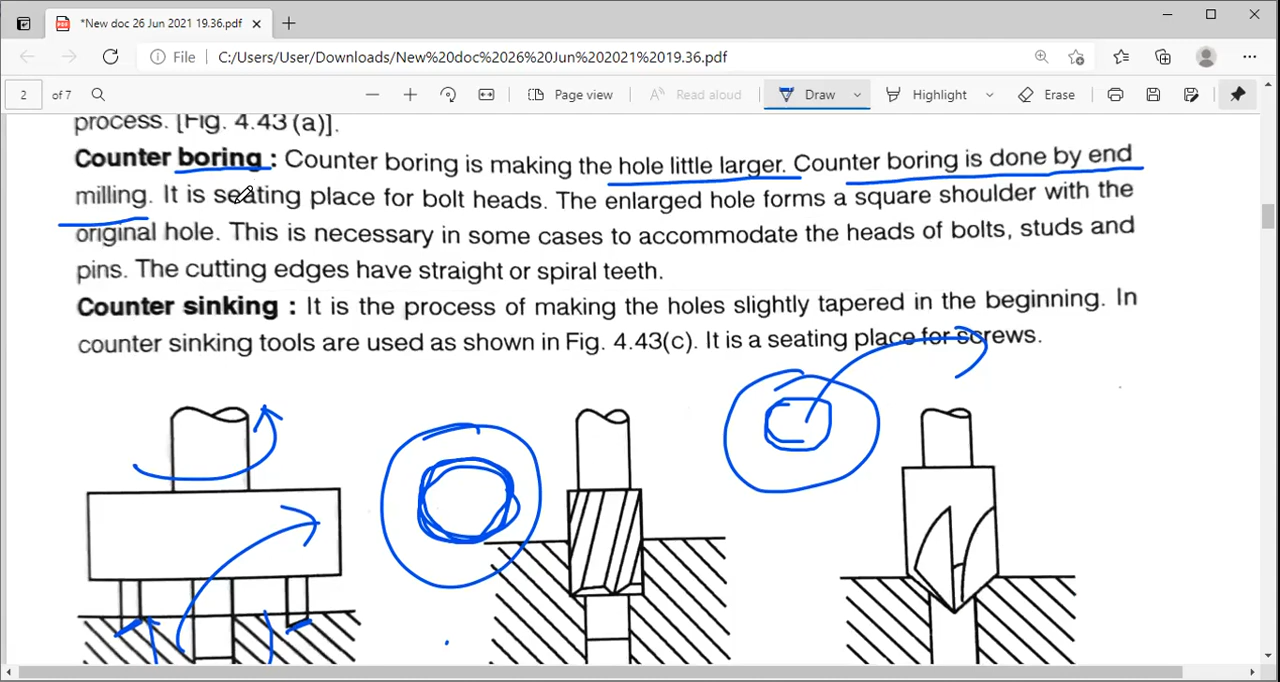 *New doc 26 Jun 2021 19.36.pdf
File C:/Users/User/Downloads/New%20doc%2026%20Jun%202021%2019.36.pdf
2 of 7 Page view Read aloud Draw Highlight Erase
process. [Fig. 4.43 (a)].
Counter boring : Counter boring is making the hole little larger. Counter boring is done by end
milling. It is seating place for bolt heads. The enlarged hole forms a square shoulder with the
original hole. This is necessary in some cases to accommodate the heads of bolts, studs and
pins. The cutting edges have straight or spiral teeth.
Counter sinking : It is the process of making the holes slightly tapered in the beginning. In
counter sinking tools are used as shown in Fig. 4.43(c). It is a seating place for screws.